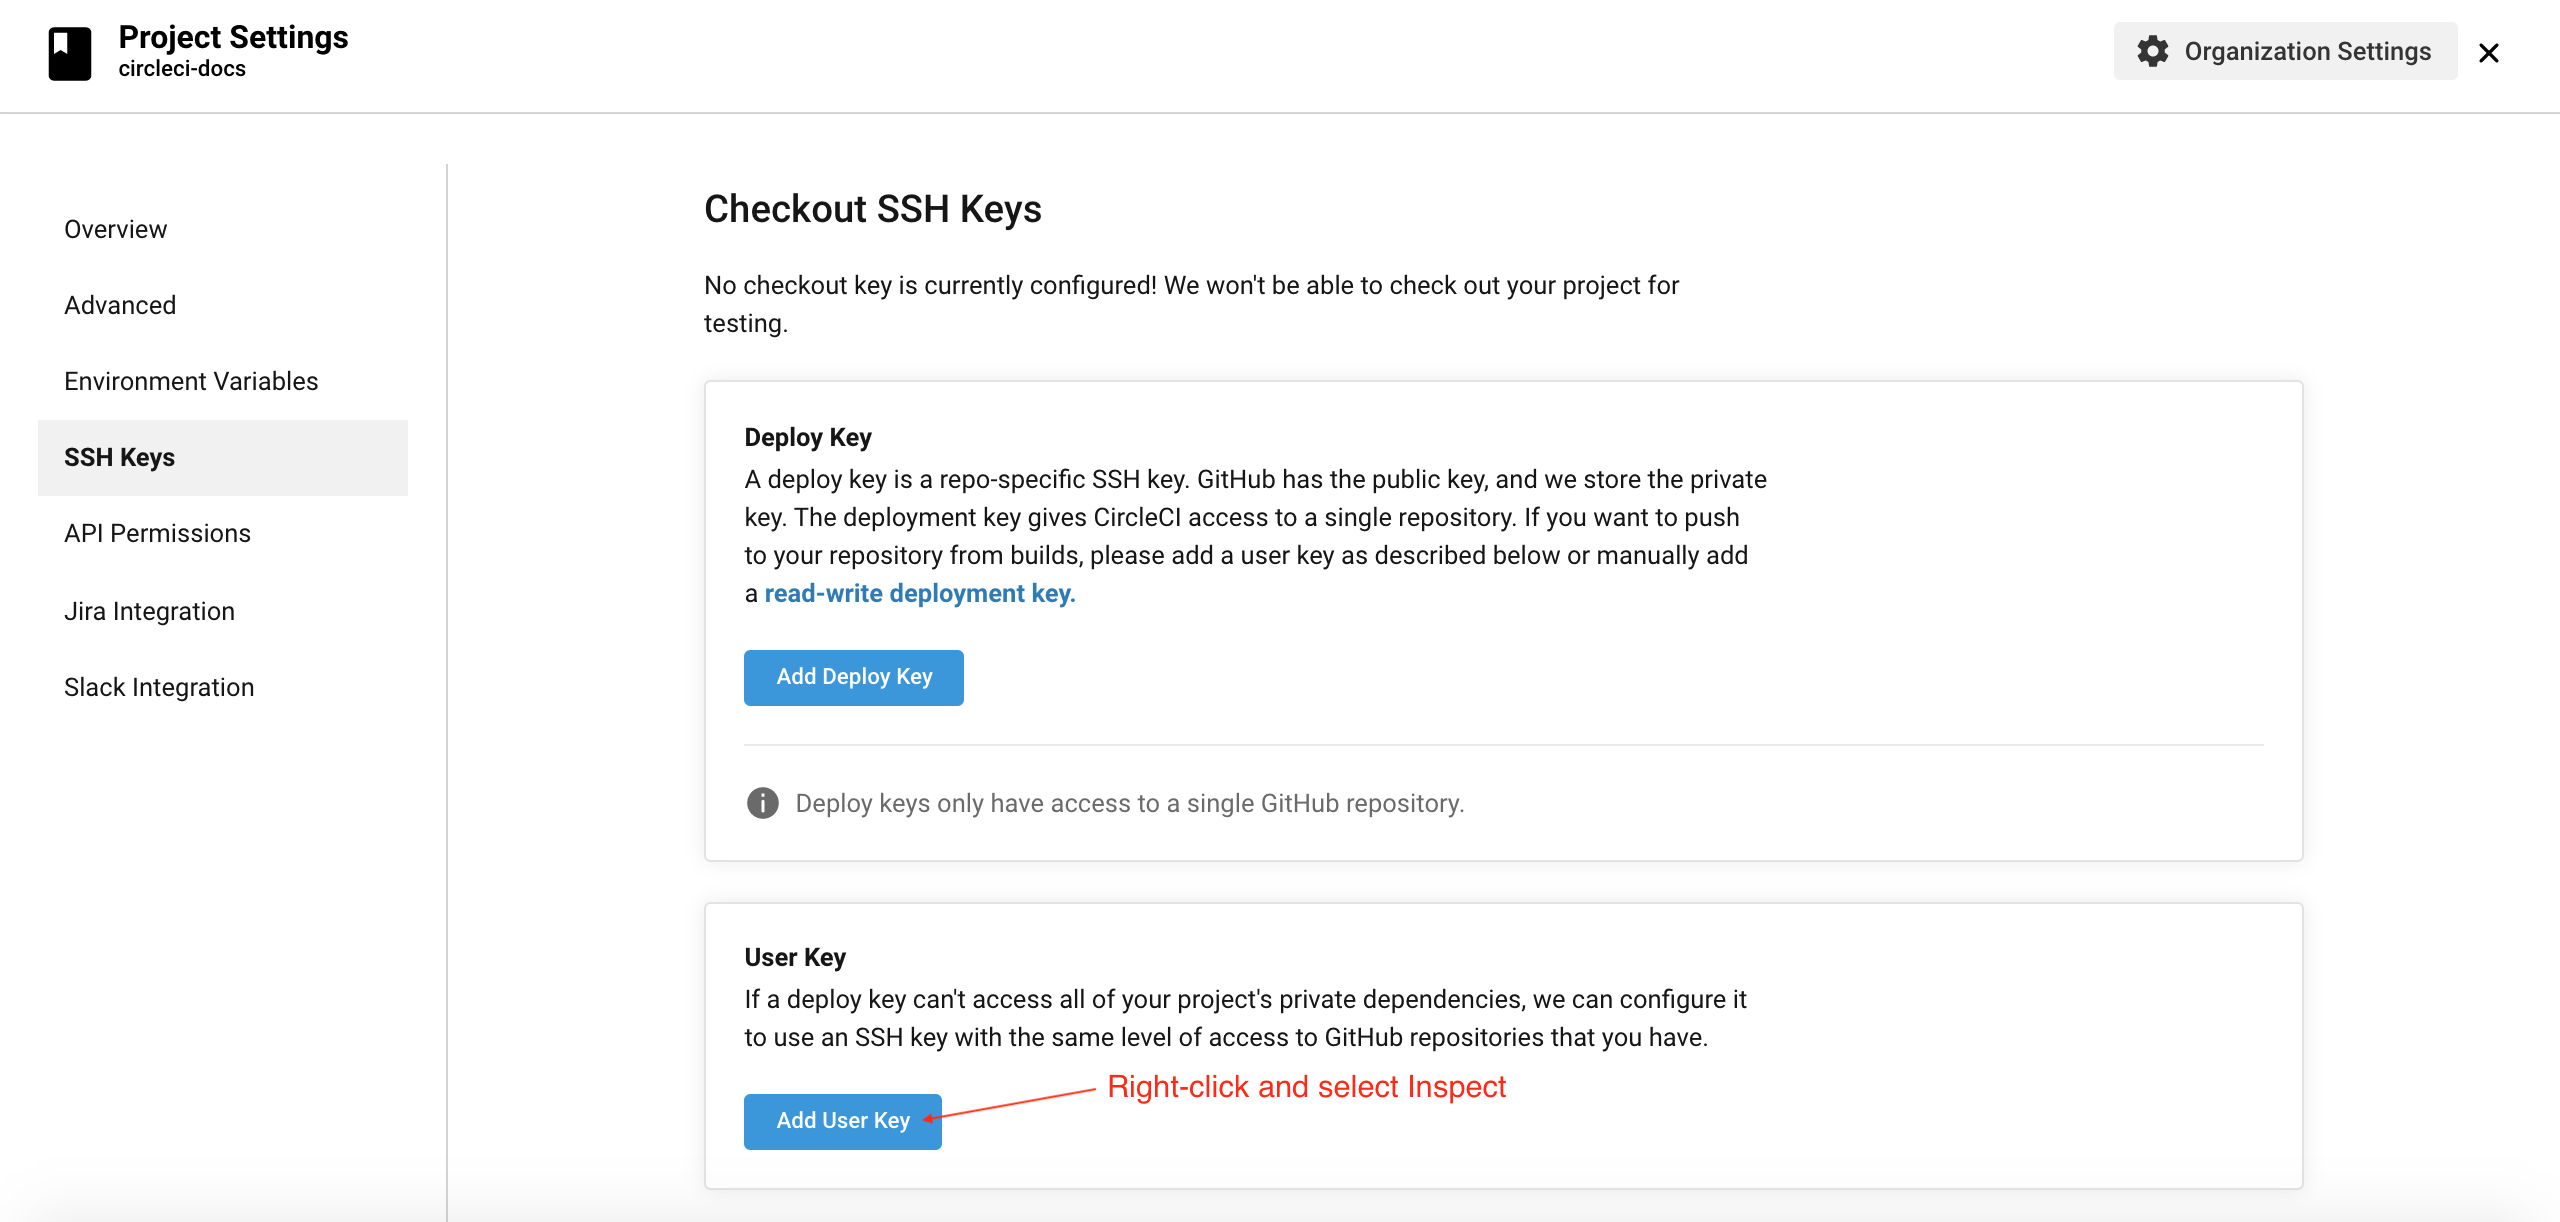 Project Settings
circleci-docs
Organization Settings
Overview
Advanced
Environment Variables
SSH Keys
API Permissions
Jira Integration
Slack Integration
Checkout SSH Keys
No checkout key is currently configured! We won't be able to check out your project for
testing.
Deploy Key
A deploy key is a repo-specific SSH key. GitHub has the public key, and we store the private
key. The deployment key gives CircleCI access to a single repository. If you want to push
to your repository from builds, please add a user key as described below or manually add
a read-write deployment key.
Add Deploy Key
Deploy keys only have access to a single GitHub repository.
User Key
If a deploy key can't access all of your project's private dependencies, we can configure it
to use an SSH key with the same level of access to GitHub repositories that you have.
Right-click and select Inspect
Add User Key